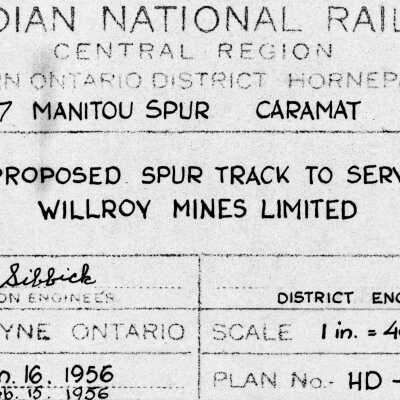 DIAN NATIONAL RAIL
CENTRAL REGION
RN ONTARIO DISTRICT HORNEP
7 MANITOU SPUR CARAMAT
PROPOSED SPUR TRACK TO SERV
WILLROY MINES LIMITED
Sibbick
ON ENGINEER
DISTRICT ENG
YNE ONTARIO
SCALE 1 in. = 4
n. 16. 1956
b. 15. 1956
PLAN No. HD -